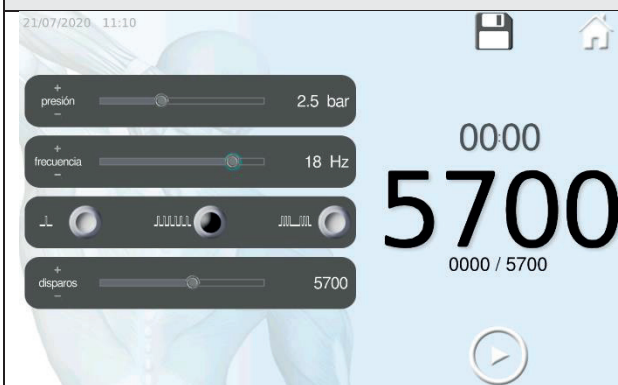 21/07/2020 11:10
+
presión
−
2.5 bar
+
frecuencia
−
18 Hz
+
disparos
−
5700
00:00
5700
0000 / 5700